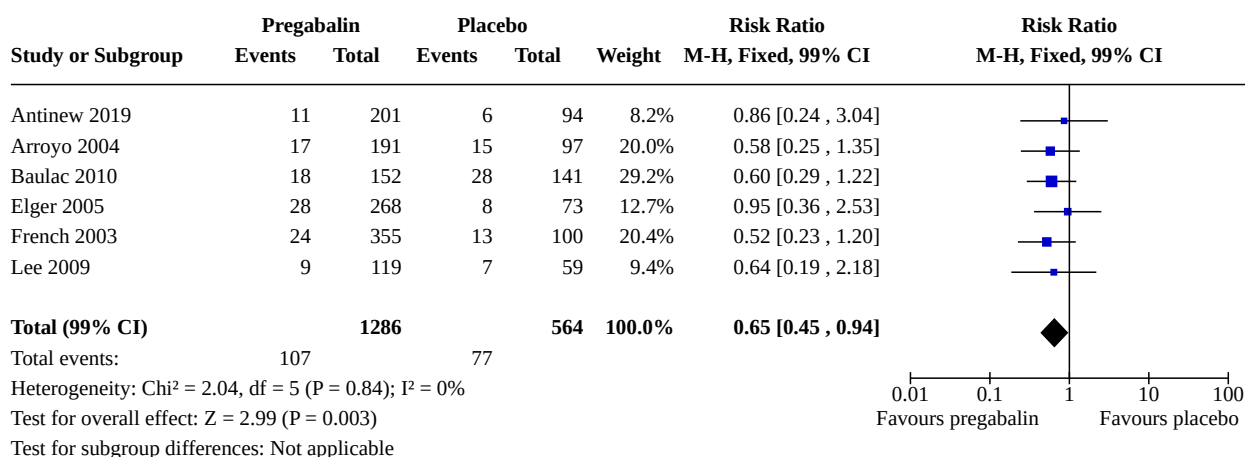 Pregabalin Placebo Risk Ratio Risk Ratio
Study or Subgroup Events Total Events Total Weight M-H, Fixed, 99% CI M-H, Fixed, 99% CI
Antinew 2019 11 201 6 94 8.2% 0.86 [0.24 , 3.04]
Arroyo 2004 17 191 15 97 20.0% 0.58 [0.25 , 1.35]
Baulac 2010 18 152 28 141 29.2% 0.60 [0.29 , 1.22]
Elger 2005 28 268 8 73 12.7% 0.95 [0.36 , 2.53]
French 2003 24 355 13 100 20.4% 0.52 [0.23 , 1.20]
Lee 2009 9 119 7 59 9.4% 0.64 [0.19 , 2.18]
Total (99% CI) 1286 564 100.0% 0.65 [0.45 , 0.94]
Total events: 107 77
Heterogeneity: Chi² = 2.04, df = 5 (P = 0.84); I² = 0% 0.01 0.1 1 10 100
Test for overall effect: Z = 2.99 (P = 0.003) Favours pregabalin Favours placebo
Test for subgroup differences: Not applicable